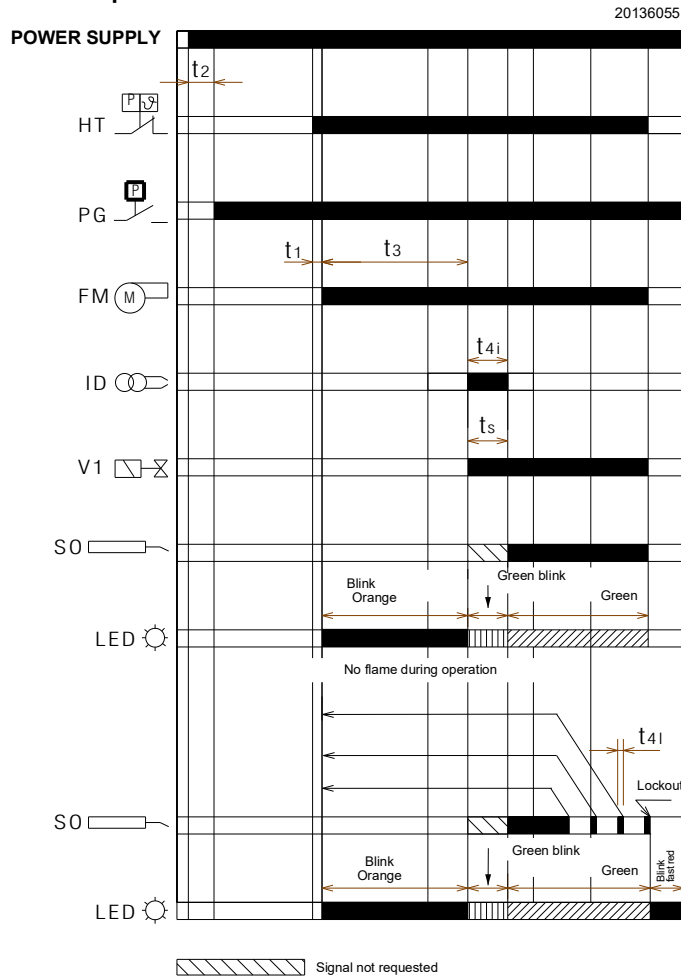 20136055
POWER SUPPLY
t2
P ϑ
HT
P
PG
t1 t3
FM M
t4i
ID
ts
V1
SO
Green blink
Blink
Orange
Green
LED
No flame during operation
t4l
Lockout
SO
Green blink
Blink
Orange
Green
Blink
fast red
LED
Signal not requested